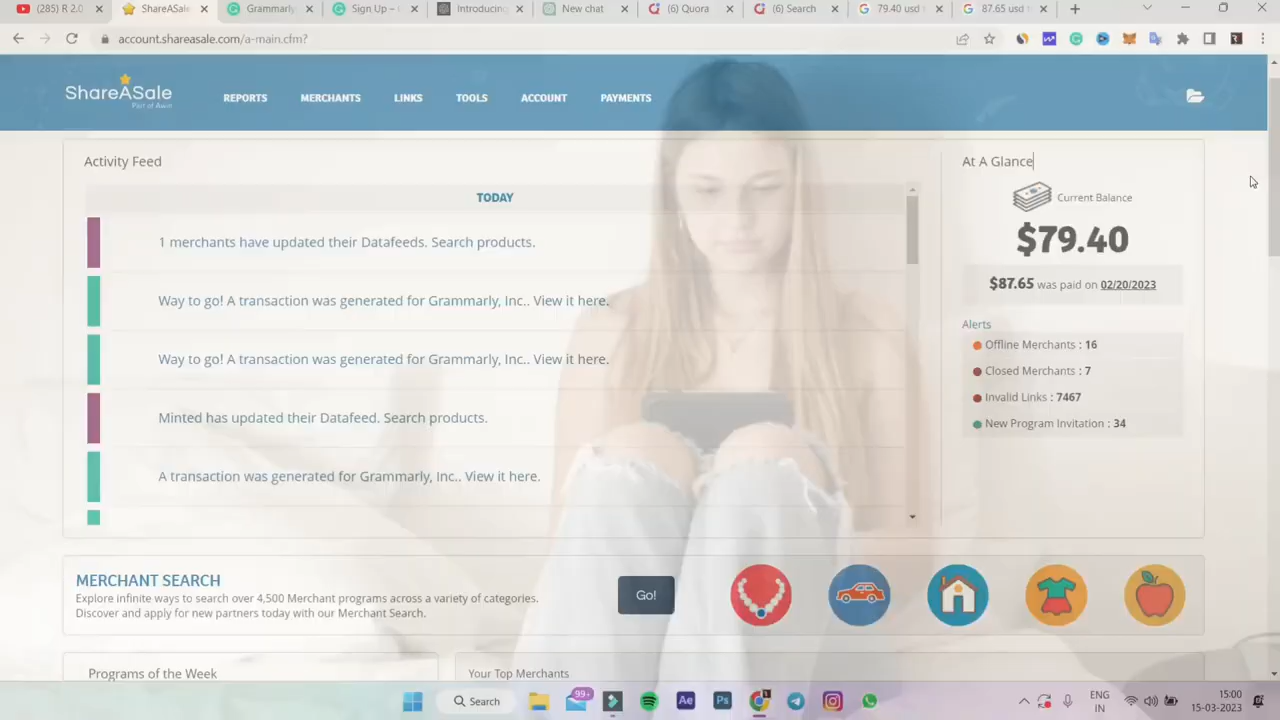 (285) R 2.0
ShareASale
Grammarly
Sign Up –
Introducing
New chat
(6) Quora
(6) Search
79.40 usd
87.65 usd
account.shareasale.com/a-main.cfm?
ShareASale
Part of Awin
REPORTS MERCHANTS LINKS TOOLS ACCOUNT PAYMENTS
Activity Feed
TODAY
1 merchants have updated their Datafeeds. Search products.
Way to go! A transaction was generated for Grammarly, Inc.. View it here.
Way to go! A transaction was generated for Grammarly, Inc.. View it here.
Minted has updated their Datafeed. Search products.
A transaction was generated for Grammarly, Inc.. View it here.
At A Glance
Current Balance
$79.40
$87.65 was paid on 02/20/2023
Alerts
Offline Merchants : 16
Closed Merchants : 7
Invalid Links : 7467
New Program Invitation : 34
MERCHANT SEARCH
Explore infinite ways to search over 4,500 Merchant programs across a variety of categories.
Discover and apply for new partners today with our Merchant Search.
Go!
Programs of the Week
Your Top Merchants
Search
99+
Ae
Ps
ENG
IN
15:00
15-03-2023